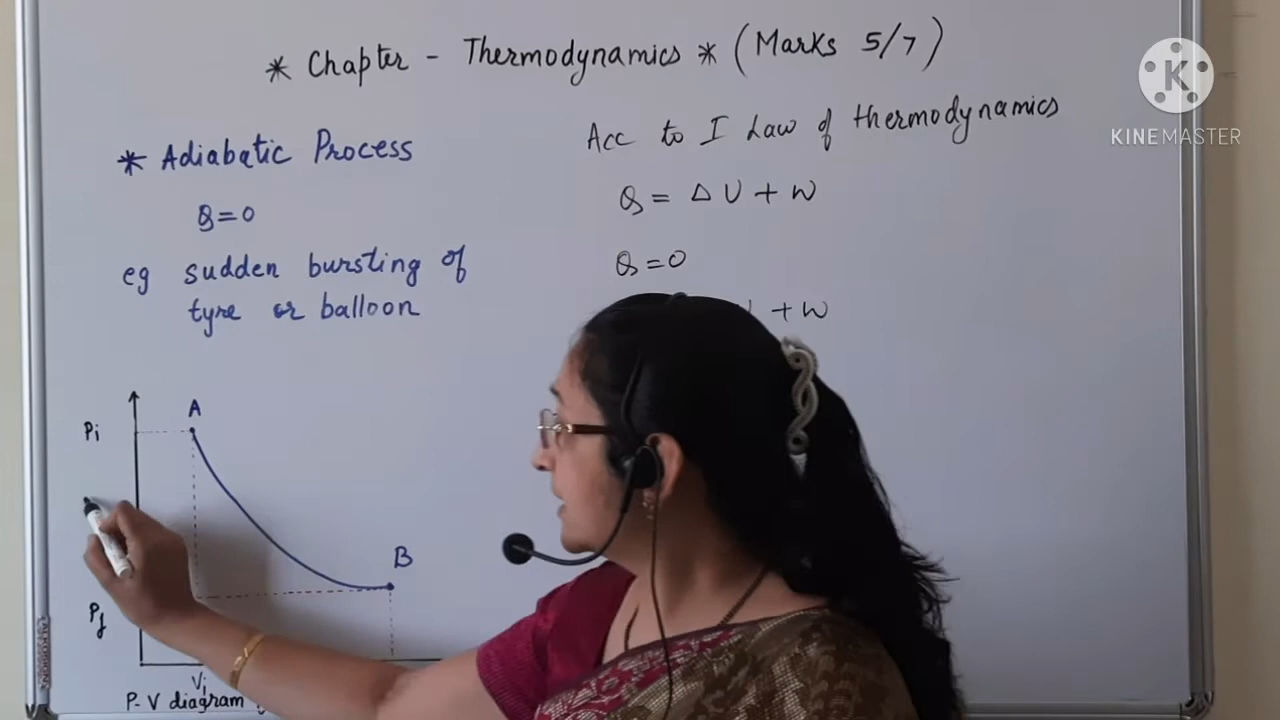 * Chapter - Thermodynamics * (Marks 5/7)
KINEMASTER
* Adiabatic Process
Q=0
eg sudden bursting of
tyre or balloon
Acc to I Law of thermodynamics
Q = ΔU + W
Q=0
+ W
A
Pi
B
Pf
Vi
P-V diagram